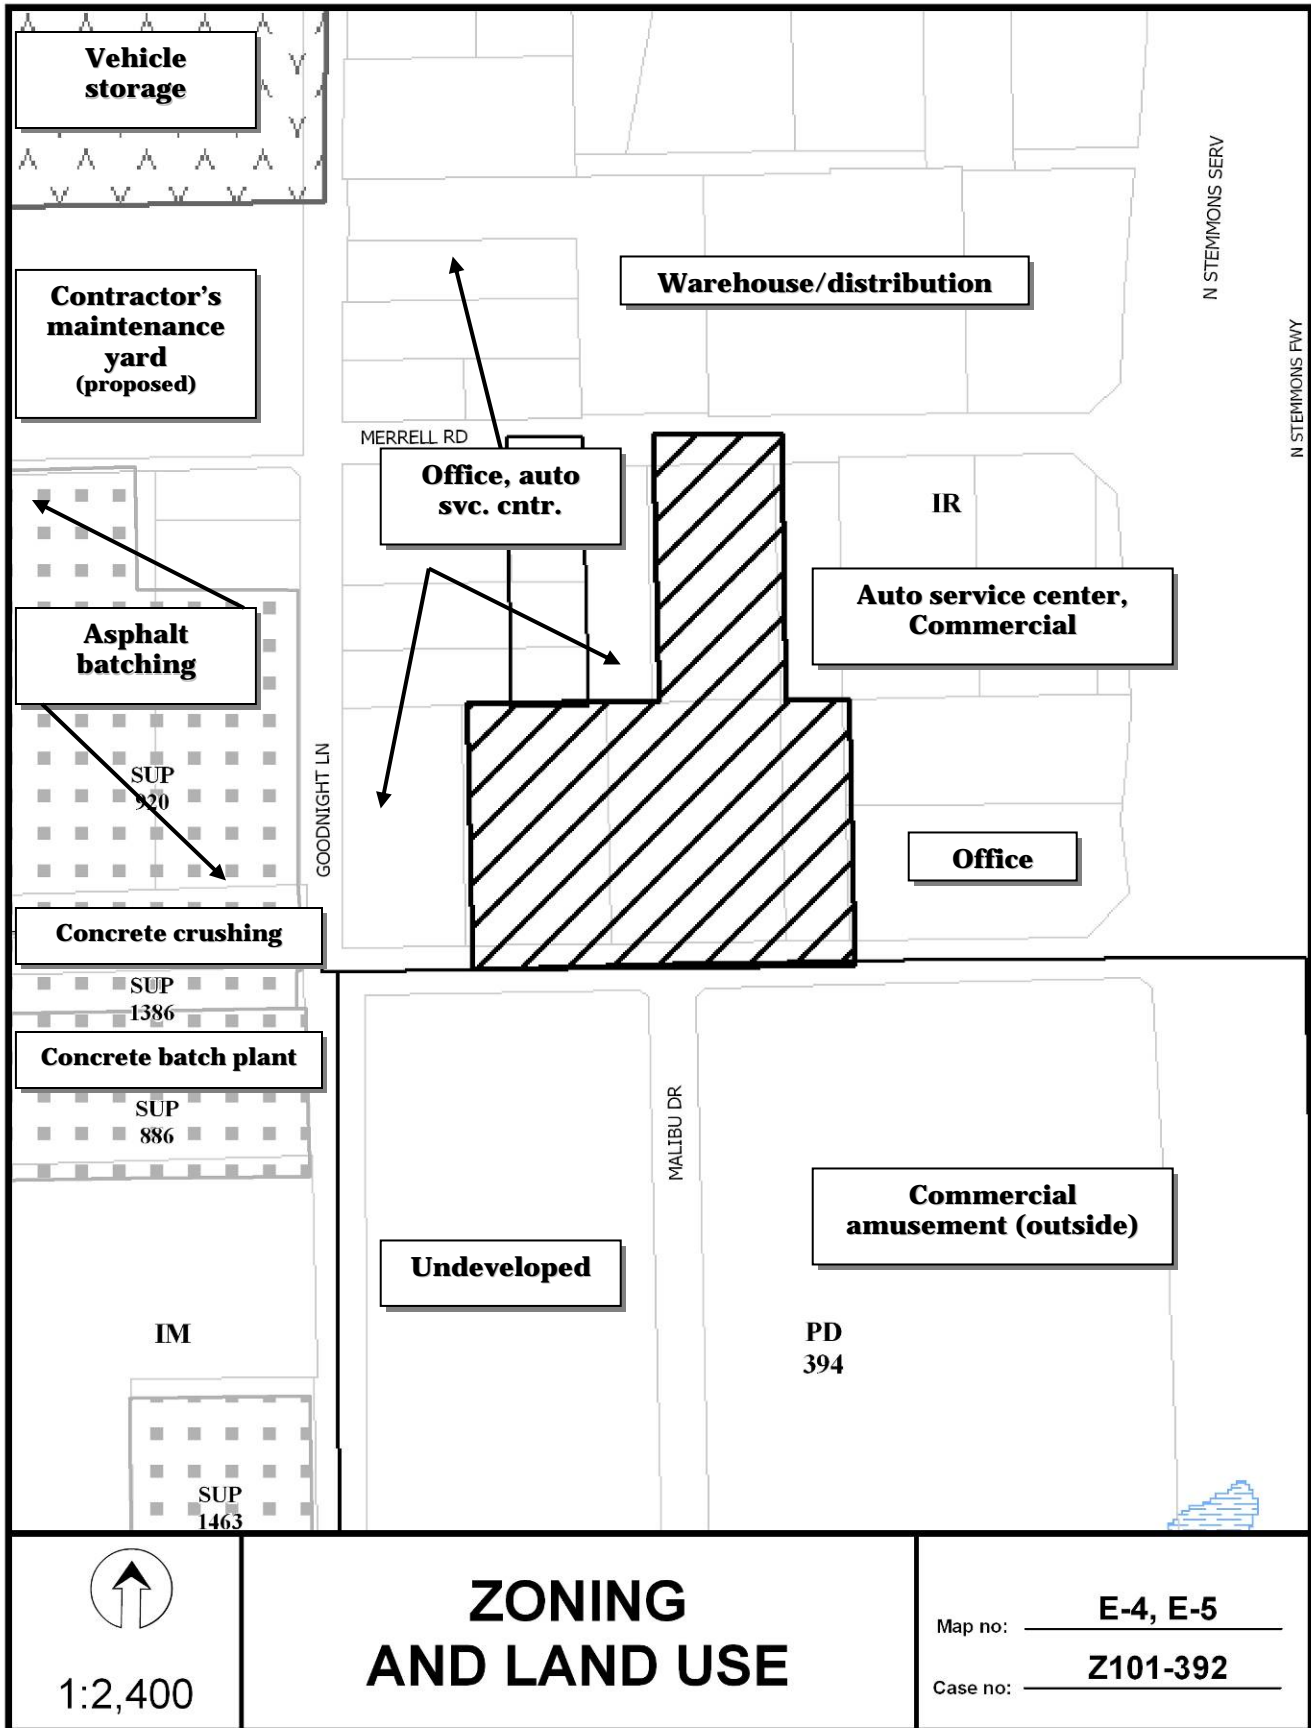 Vehicle
storage
N STEMMONS SERV
Contractor's
maintenance
yard
(proposed)
Warehouse/distribution
N STEMMONS FWY
MERRELL RD
Office, auto
svc. cntr.
IR
Auto service center,
Commercial
Asphalt
batching
SUP
920
GOODNIGHT LN
Office
Concrete crushing
SUP
1386
Concrete batch plant
SUP
886
MALIBU DR
Commercial
amusement (outside)
Undeveloped
IM
PD
394
SUP
1463
1:2,400
ZONING
AND LAND USE
Map no: E-4, E-5
Case no: Z101-392